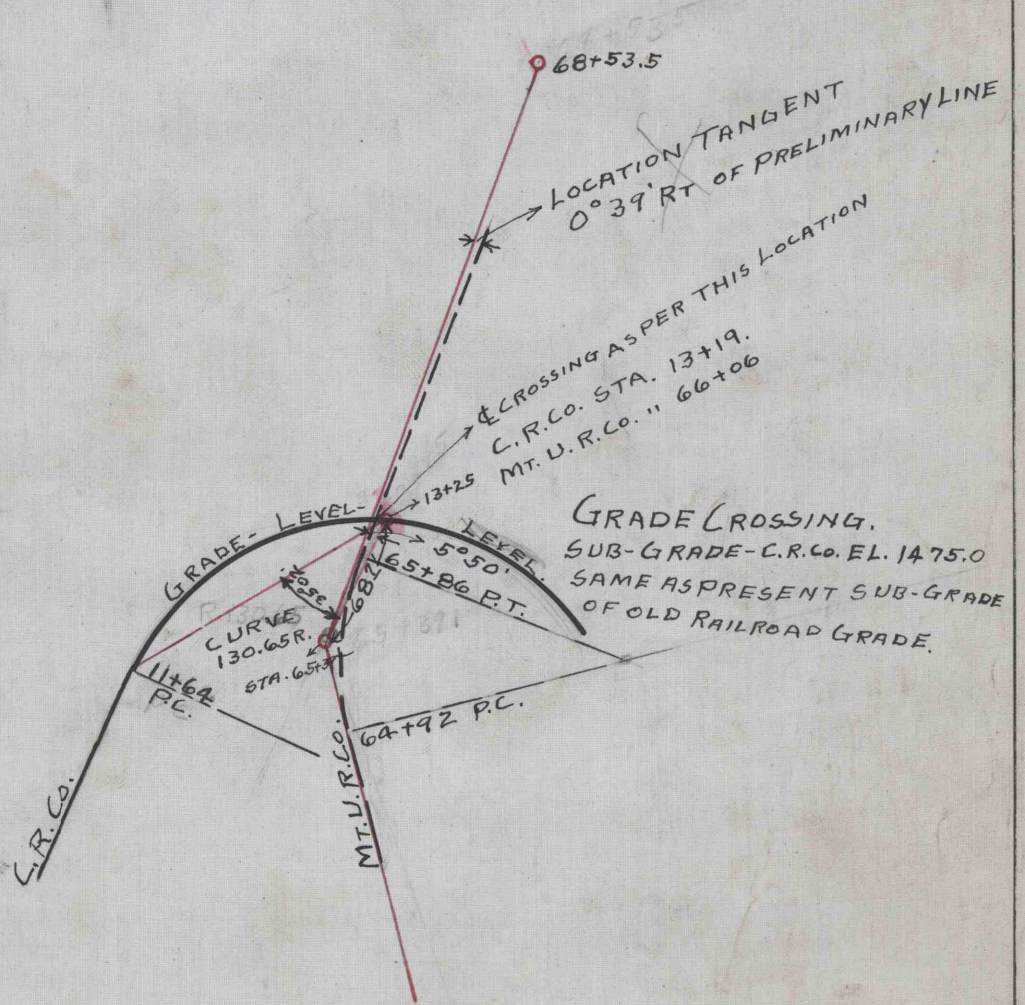 68+53.5
LOCATION TANGENT
0° 39' RT OF PRELIMINARY LINE
℄ CROSSING AS PER THIS LOCATION
C.R.CO. STA. 13+19.
MT. U.R.CO. " 66+06
13+25
GRADE - LEVEL -
LEVEL.
5°50'
GRADE CROSSING.
SUB-GRADE-C.R.Co. EL. 1475.0
SAME AS PRESENT SUB-GRADE
OF OLD RAILROAD GRADE.
65+86 P.T.
682
CURVE
130.65R.
STA. 65+3
11+64
P.C.
64+92 P.C.
MT. U.R.CO.
C.R. CO.